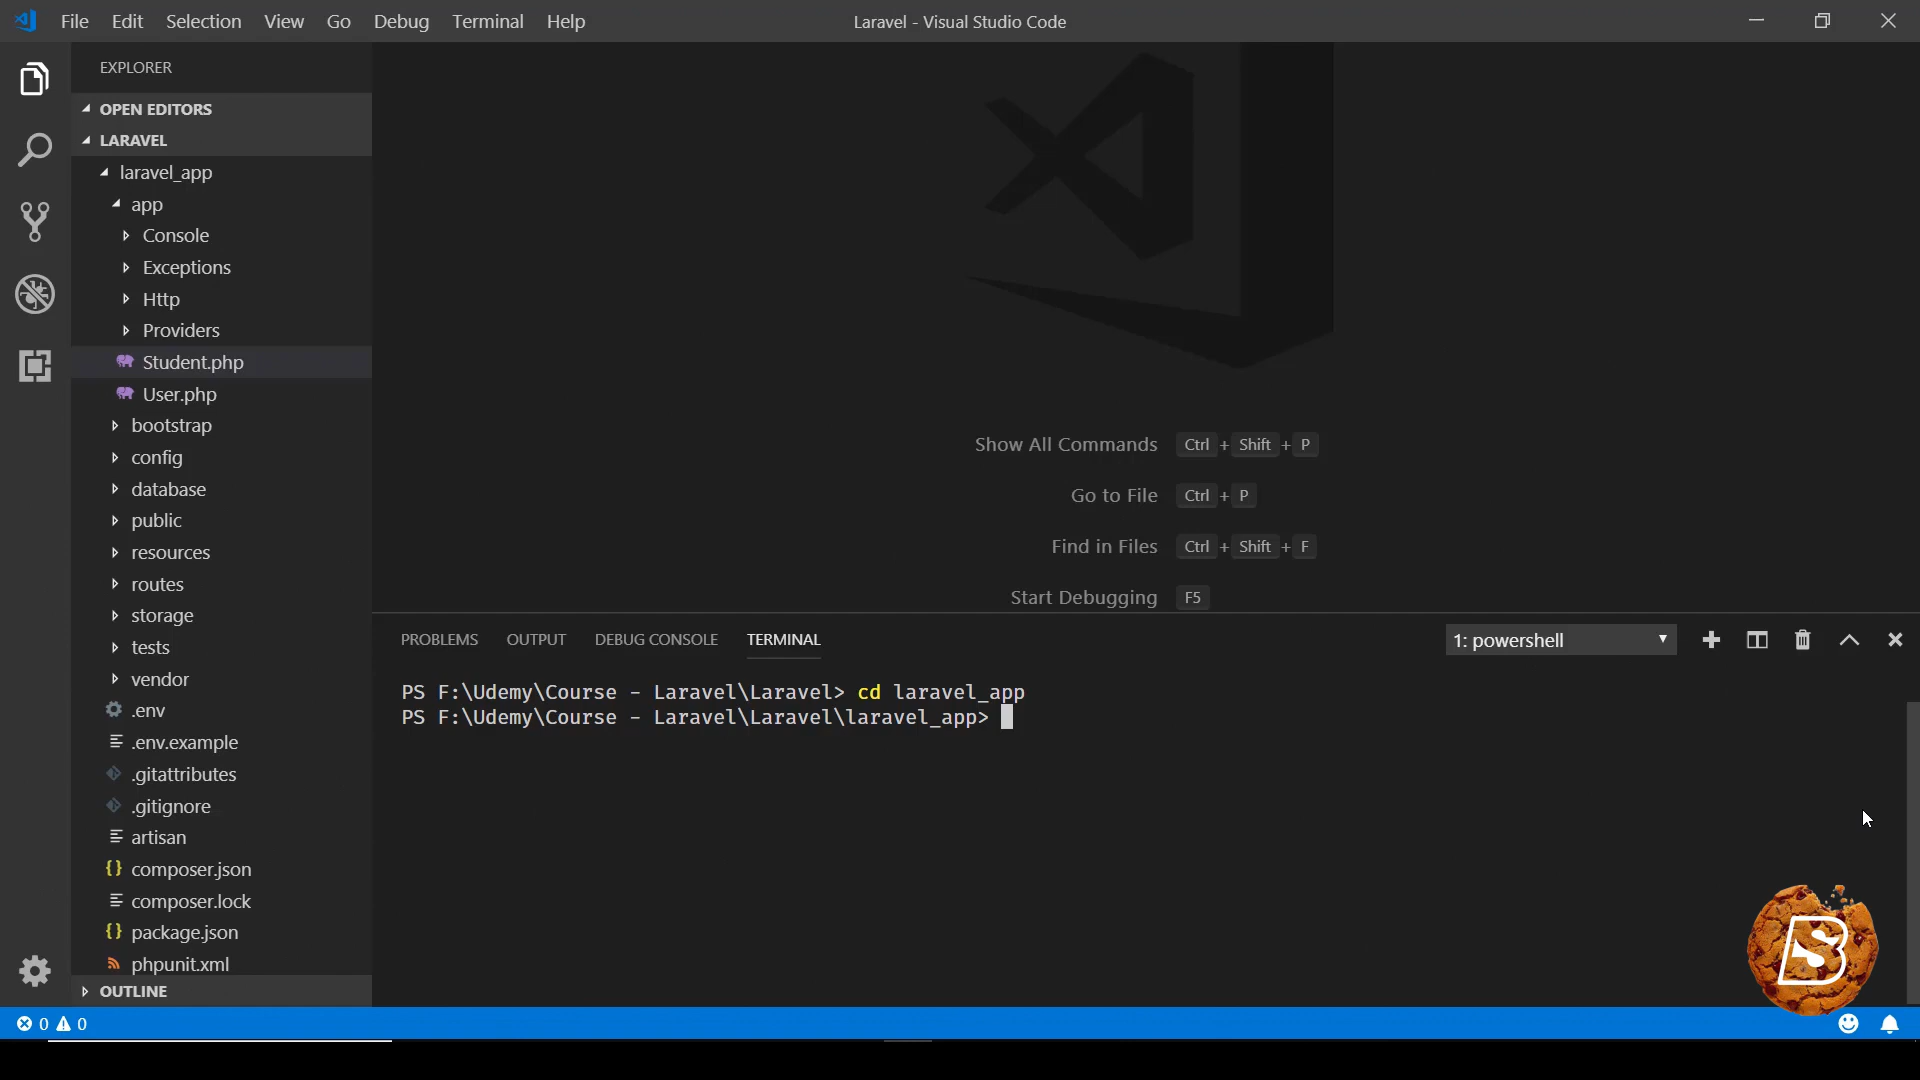 File Edit Selection View Go Debug Terminal Help
Laravel - Visual Studio Code
EXPLORER
OPEN EDITORS
LARAVEL
laravel_app
app
Console
Exceptions
Http
Providers
Student.php
User.php
bootstrap
config
database
public
resources
routes
storage
tests
vendor
.env
.env.example
.gitattributes
.gitignore
artisan
composer.json
composer.lock
package.json
phpunit.xml
OUTLINE
Show All Commands Ctrl + Shift + P
Go to File Ctrl + P
Find in Files Ctrl + Shift + F
Start Debugging F5
PROBLEMS OUTPUT DEBUG CONSOLE TERMINAL
1: powershell
PS F:\Udemy\Course - Laravel\Laravel> cd laravel_app
PS F:\Udemy\Course - Laravel\Laravel\laravel_app>
0 0